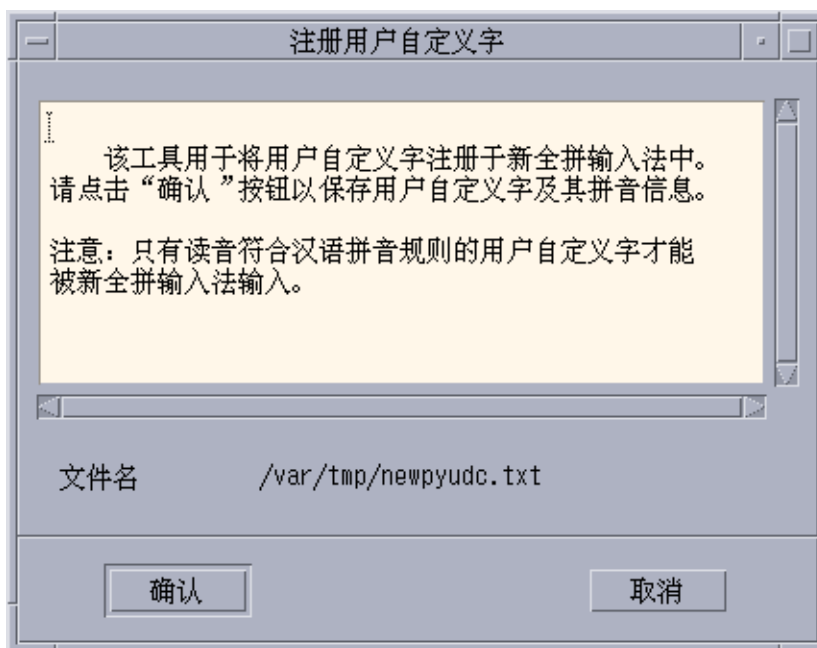 注册用户自定义字
该工具用于将用户自定义字注册于新全拼输入法中。
请点击“确认”按钮以保存用户自定义字及其拼音信息。
注意：只有读音符合汉语拼音规则的用户自定义字才能
被新全拼输入法输入。
文件名 /var/tmp/newpyudc.txt
确认 取消